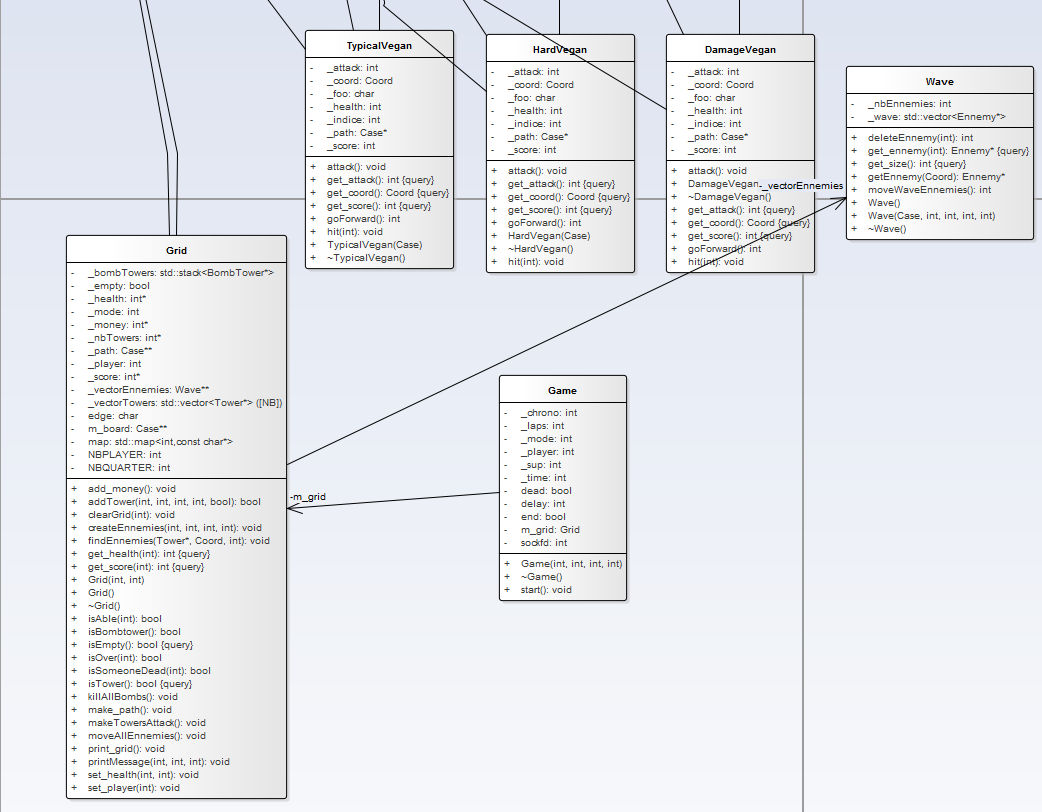 TypicalVegan
- _attack: int
- _coord: Coord
- _foo: char
- _health: int
- _indice: int
- _path: Case*
- _score: int
+ attack(): void
+ get_attack(): int {query}
+ get_coord(): Coord {query}
+ get_score(): int {query}
+ goForward(): int
+ hit(int): void
+ TypicalVegan(Case)
+ ~TypicalVegan()
HardVegan
- _attack: int
- _coord: Coord
- _foo: char
- _health: int
- _indice: int
- _path: Case*
- _score: int
+ attack(): void
+ get_attack(): int {query}
+ get_coord(): Coord {query}
+ get_score(): int {query}
+ goForward(): int
+ HardVegan(Case)
+ ~HardVegan()
+ hit(int): void
DamageVegan
- _attack: int
- _coord: Coord
- _foo: char
- _health: int
- _indice: int
- _path: Case*
- _score: int
+ attack(): void
+ DamageVegan
+ ~DamageVegan()
+ get_attack(): int {query}
+ get_coord(): Coord {query}
+ get_score(): int {query}
+ goForward(): int
+ hit(int): void
-_vectorEnnemies
Wave
- _nbEnnemies: int
- _wave: std::vector<Ennemy*>
+ deleteEnnemy(int): int
+ get_ennemy(int): Ennemy* {query}
+ get_size(): int {query}
+ getEnnemy(Coord): Ennemy*
+ moveWaveEnnemies(): int
+ Wave()
+ Wave(Case, int, int, int, int)
+ ~Wave()
Grid
- _bombTowers: std::stack<BombTower*>
- _empty: bool
- _health: int*
- _mode: int
- _money: int*
- _nbTowers: int*
- _path: Case**
- _player: int
- _score: int*
- _vectorEnnemies: Wave**
- _vectorTowers: std::vector<Tower*> ([NB])
- edge: char
- m_board: Case**
- map: std::map<int,const char*>
- NBPLAYER: int
- NBQUARTER: int
+ add_money(): void
+ addTower(int, int, int, int, bool): bool
+ clearGrid(int): void
+ createEnnemies(int, int, int, int): void
+ findEnnemies(Tower*, Coord, int): void
+ get_health(int): int {query}
+ get_score(int): int {query}
+ Grid(int, int)
+ Grid()
+ ~Grid()
+ isAble(int): bool
+ isBombtower(): bool
+ isEmpty(): bool {query}
+ isOver(int): bool
+ isSomeoneDead(int): bool
+ isTower(): bool {query}
+ killAllBombs(): void
+ make_path(): void
+ makeTowersAttack(): void
+ moveAllEnnemies(): void
+ print_grid(): void
+ printMessage(int, int, int): void
+ set_health(int, int): void
+ set_player(int): void
-m_grid
Game
- _chrono: int
- _laps: int
- _mode: int
- _player: int
- _sup: int
- _time: int
- dead: bool
- delay: int
- end: bool
- m_grid: Grid
- sockfd: int
+ Game(int, int, int, int)
+ ~Game()
+ start(): void